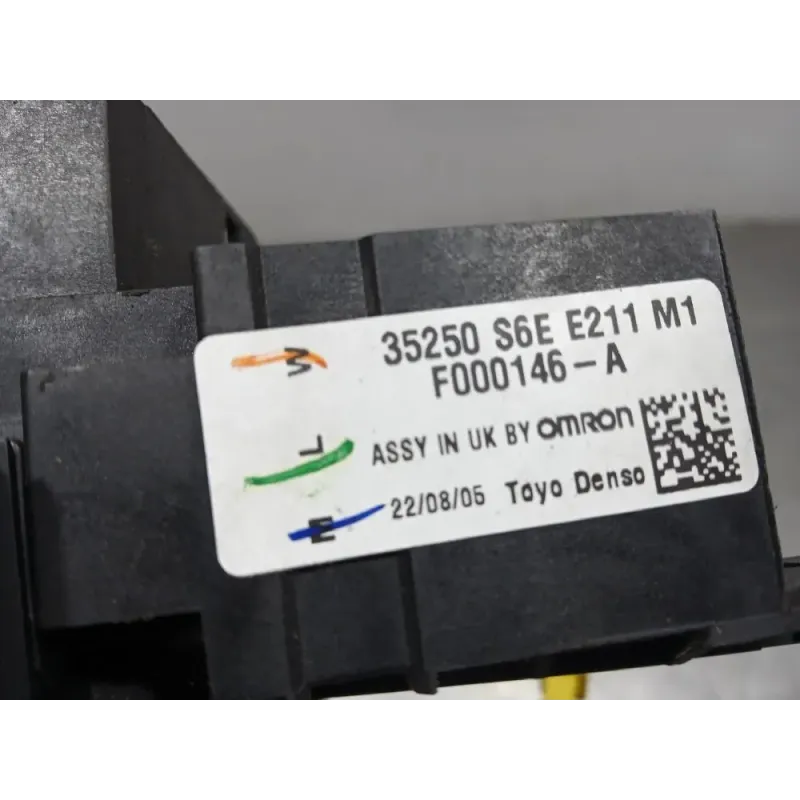 35250 S6E E211 M1
F000146-A
W
L
ASSY IN UK BY OMRON
E
22/08/05 Toyo Denso